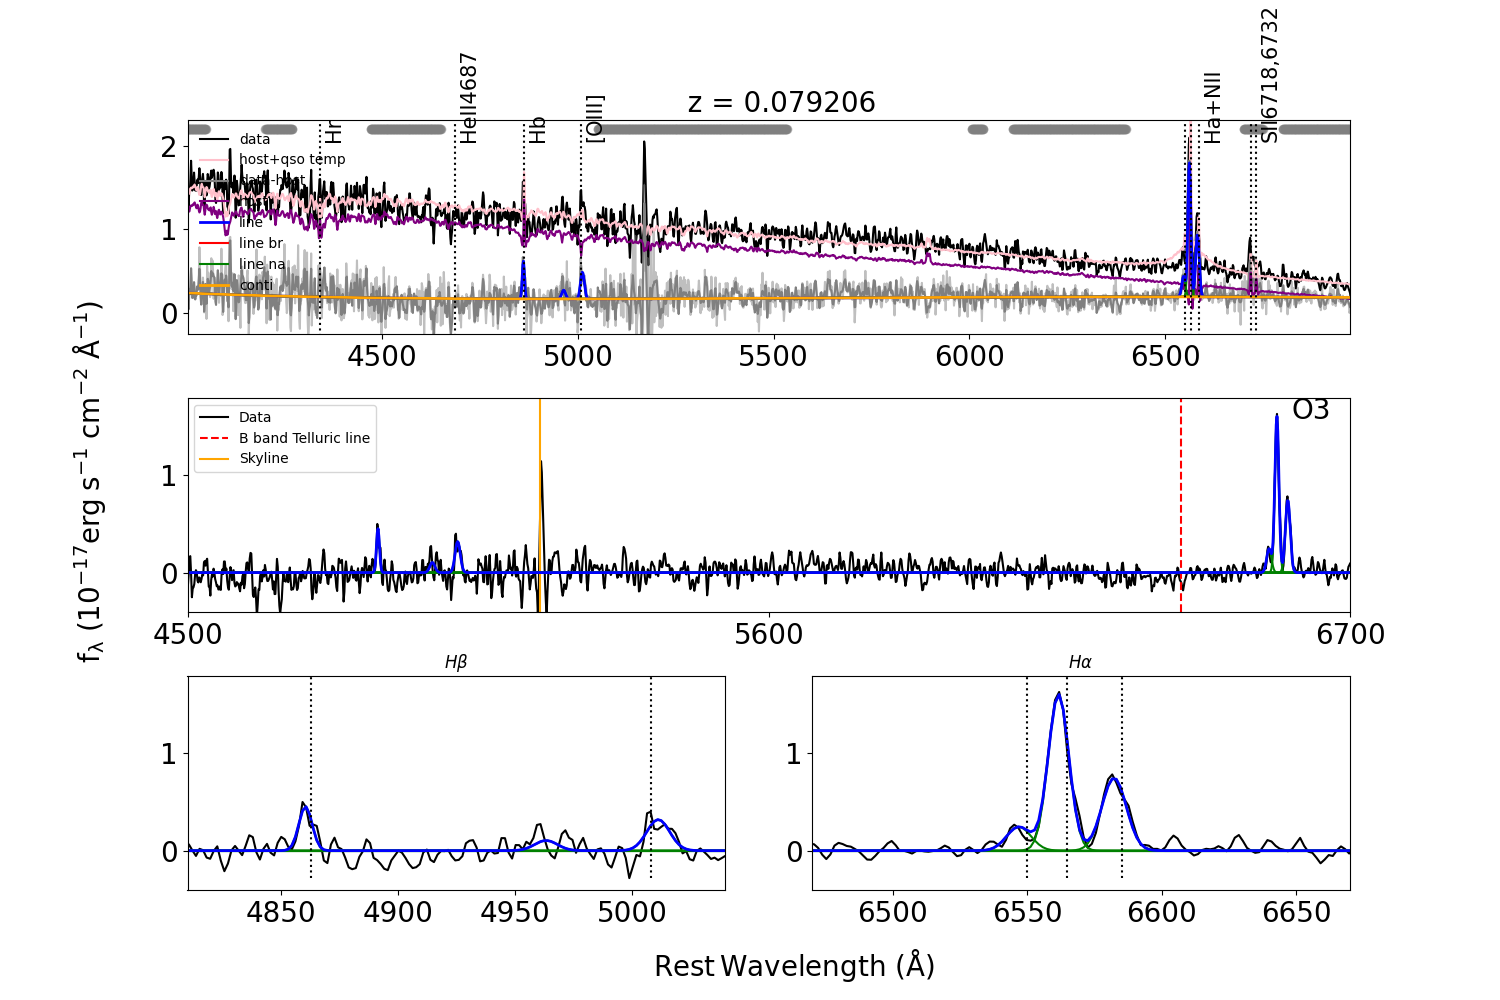 z = 0.079206
Hr
HeII4687
Hb
[OIII]
Ha+NII
SII6718,6732
data
host+qso temp
data-host
line
line br
line na
conti
2
1
0
4500
5000
5500
6000
6500
Data
B band Telluric line
Skyline
O3
1
0
4500
5600
6700
fλ (10⁻¹⁷erg s⁻¹ cm⁻² Å⁻¹)
Hβ
1
0
4850
4900
4950
5000
Hα
1
0
6500
6550
6600
6650
Rest Wavelength (Å)